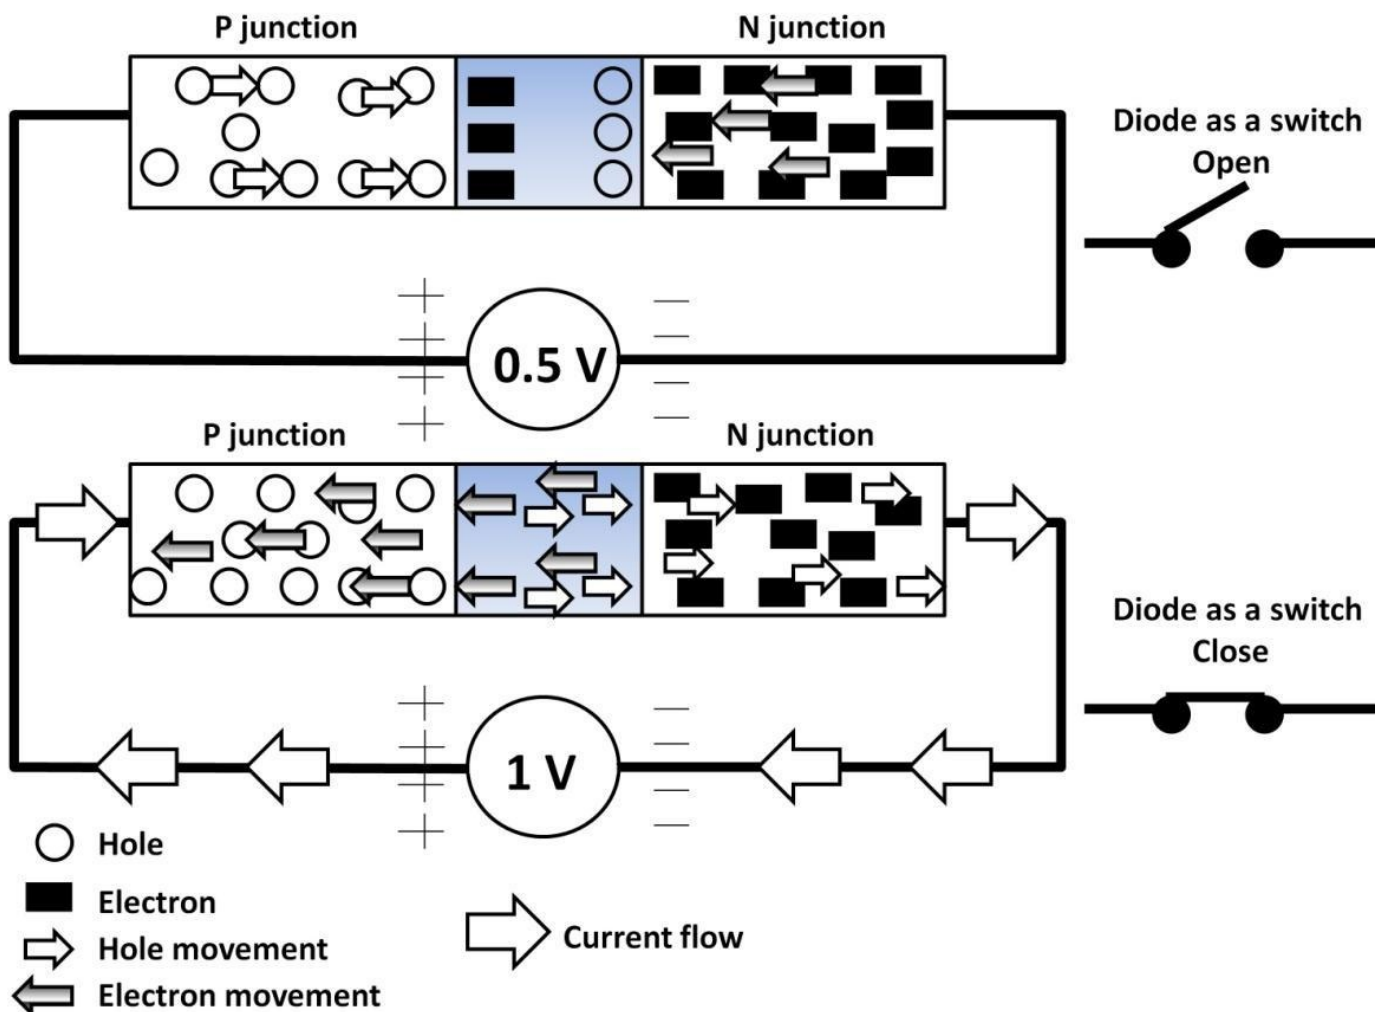 P junction
N junction
Diode as a switch
Open
0.5 V
P junction
N junction
Diode as a switch
Close
1 V
Hole
Electron
Hole movement
Electron movement
Current flow